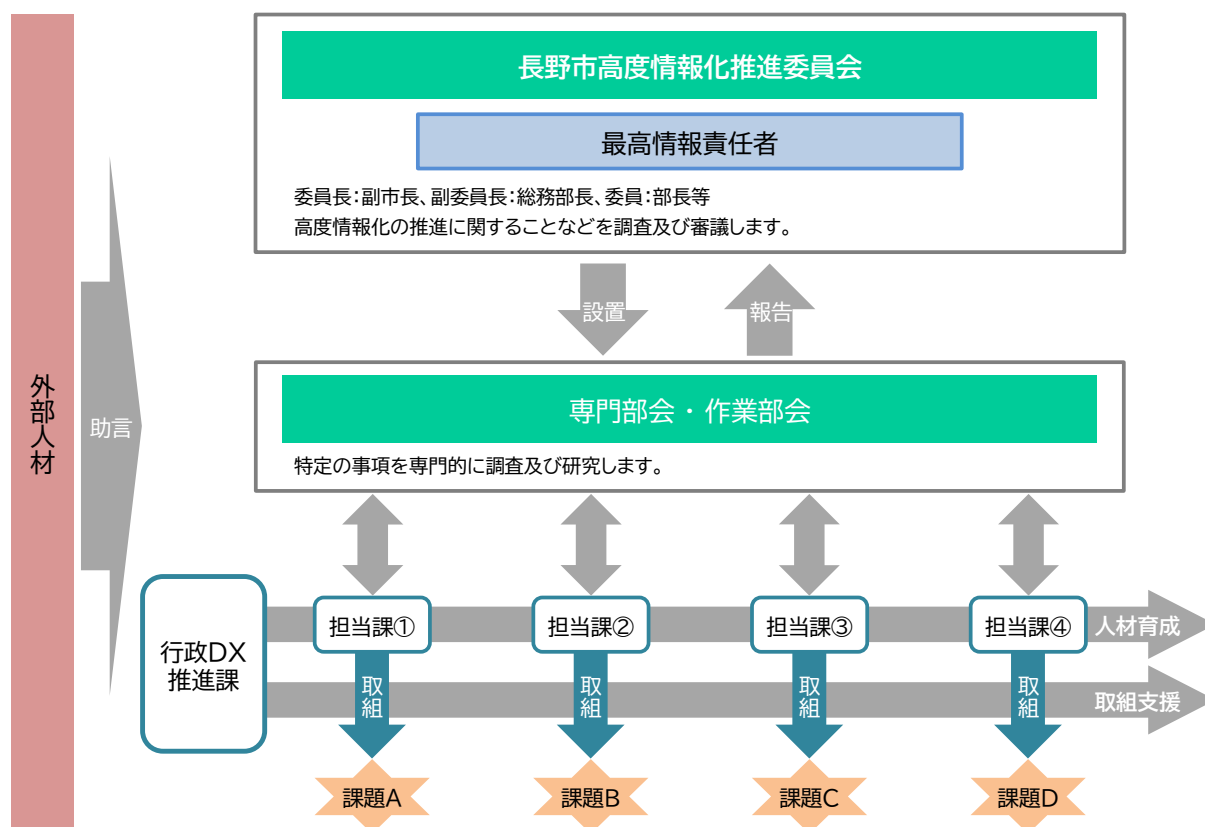 長野市高度情報化推進委員会
最高情報責任者
委員長：副市長、副委員長：総務部長、委員：部長等
高度情報化の推進に関することなどを調査及び審議します。
設置
報告
外部人材
助言
専門部会・作業部会
特定の事項を専門的に調査及び研究します。
行政DX
推進課
担当課①
担当課②
担当課③
担当課④
人材育成
取組
取組
取組
取組
取組支援
課題A
課題B
課題C
課題D